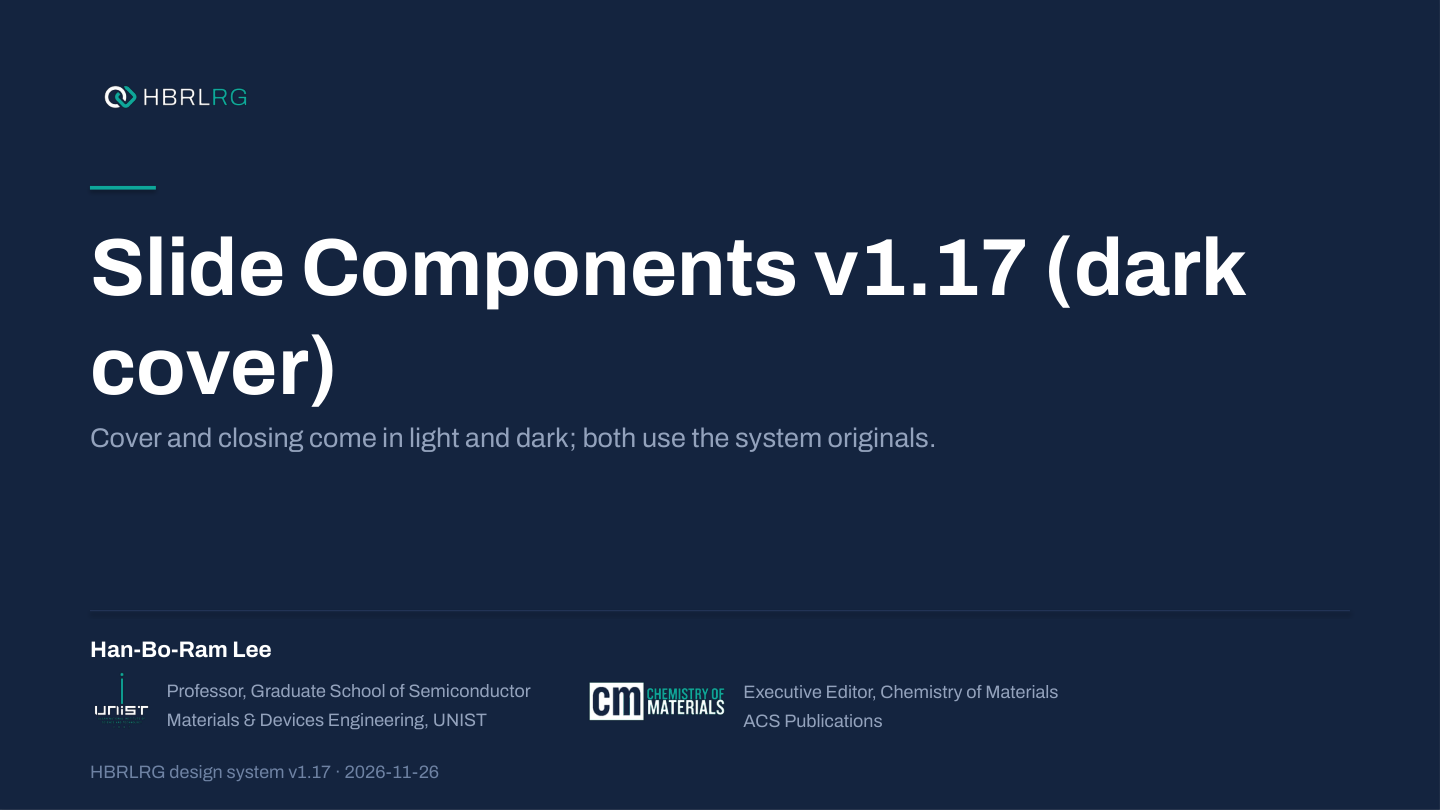 HBRLRG
Slide Components v1.17 (dark
cover)
Cover and closing come in light and dark; both use the system originals.
Han-Bo-Ram Lee
UNIST
Professor, Graduate School of Semiconductor
Materials & Devices Engineering, UNIST
cm CHEMISTRY OF
MATERIALS
Executive Editor, Chemistry of Materials
ACS Publications
HBRLRG design system v1.17 · 2026-11-26